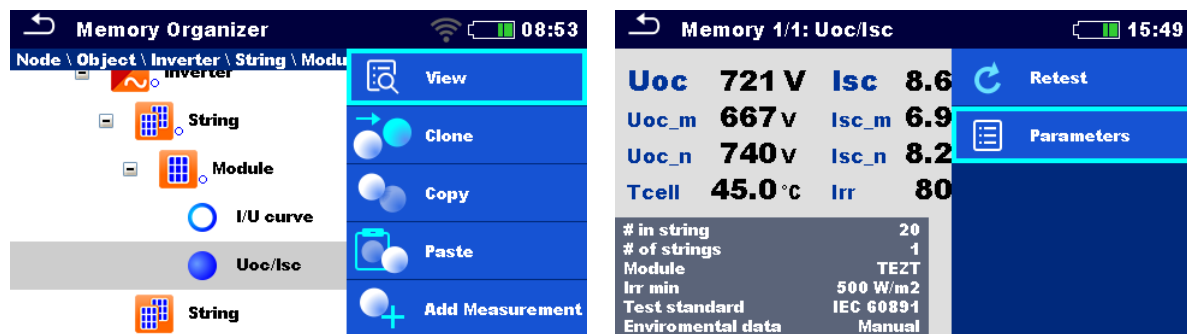 Memory Organizer
08:53
Node \ Object \ Inverter \ String \ Modu
Inverter
String
Module
I/U curve
Uoc/Isc
String
View
Clone
Copy
Paste
Add Measurement
Memory 1/1: Uoc/Isc
15:49
Uoc 721 V Isc 8.6
Uoc_m 667 V Isc_m 6.9
Uoc_n 740 V Isc_n 8.2
Tcell 45.0 °C Irr 80
# in string 20
# of strings 1
Module TEZT
Irr min 500 W/m2
Test standard IEC 60891
Enviromental data Manual
Retest
Parameters